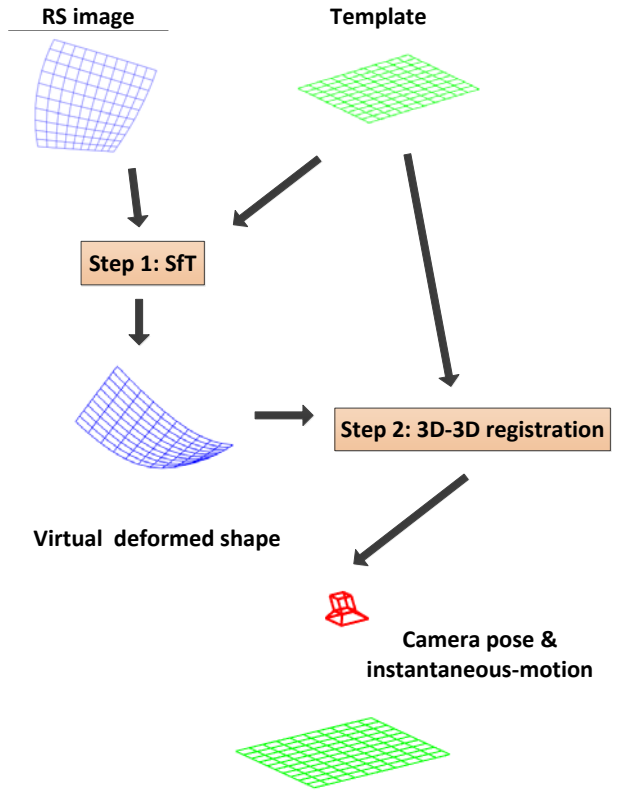 RS image
Template
Step 1: SfT
Step 2: 3D-3D registration
Virtual deformed shape
Camera pose &
instantaneous-motion